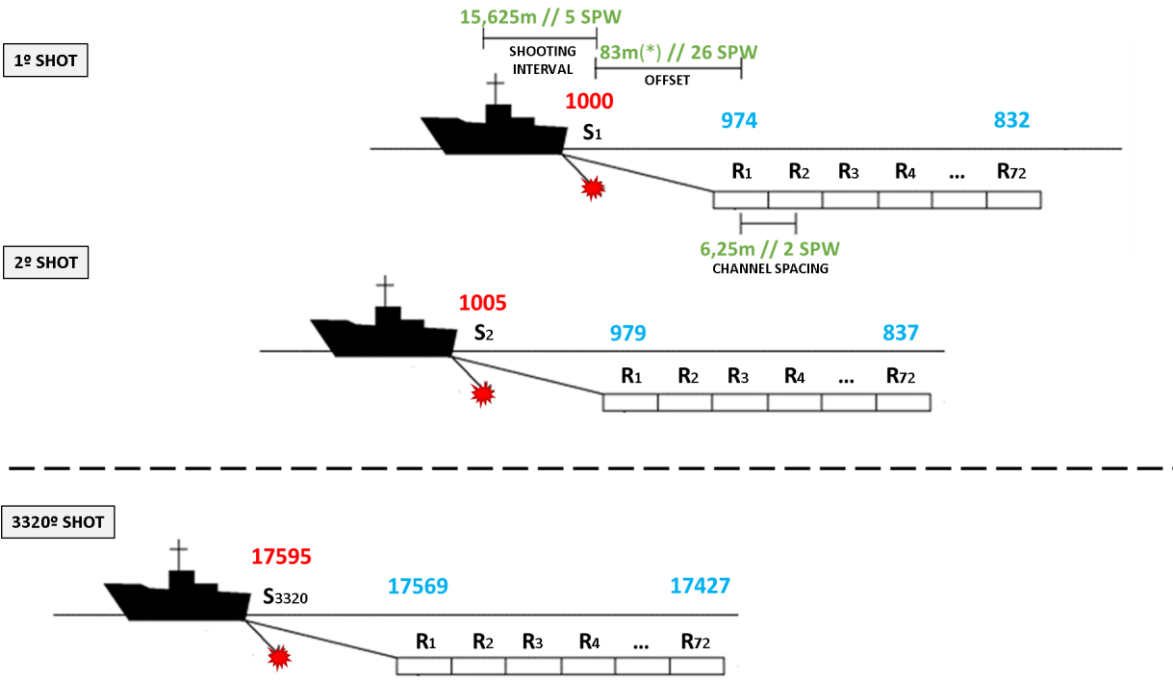 15,625m // 5 SPW
1º SHOT
SHOOTING
INTERVAL
83m(*) // 26 SPW
OFFSET
1000
974
832
S1
R1 R2 R3 R4 ... R72
6,25m // 2 SPW
CHANNEL SPACING
2º SHOT
1005
979
837
S2
R1 R2 R3 R4 ... R72
3320º SHOT
17595
17569
17427
S3320
R1 R2 R3 R4 ... R72